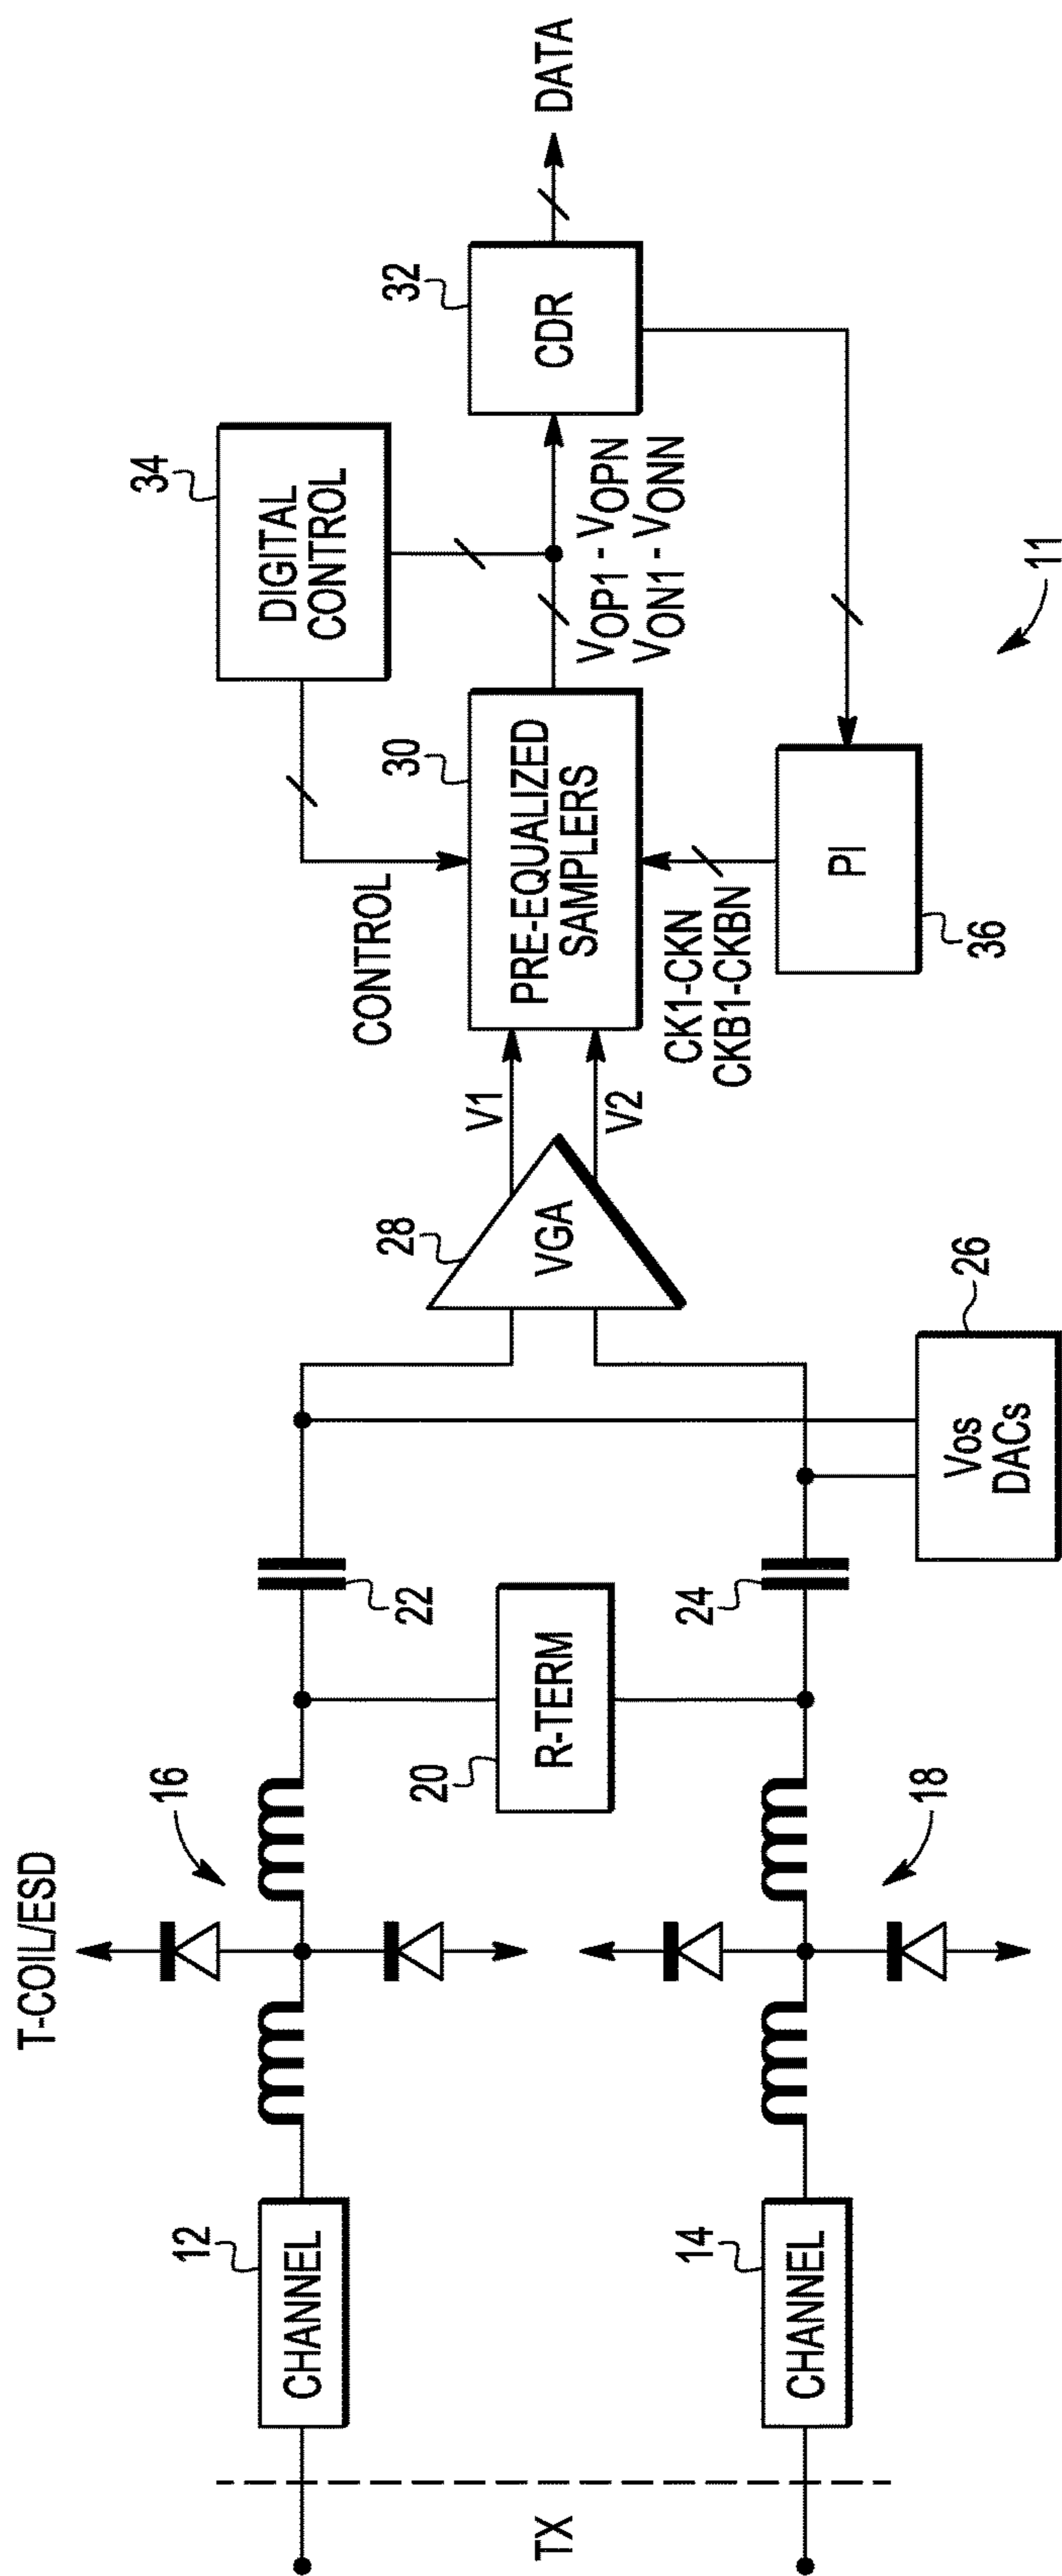 TX
12
CHANNEL
14
CHANNEL
T-COIL/ESD
16
18
20
R-TERM
22
24
26
Vos
DACs
28
VGA
V1
V2
CONTROL
30
PRE-EQUALIZED
SAMPLERS
CK1-CKN
CKB1-CKBN
36
PI
34
DIGITAL
CONTROL
VOP1 - VOPN
VON1 - VONN
32
CDR
DATA
11